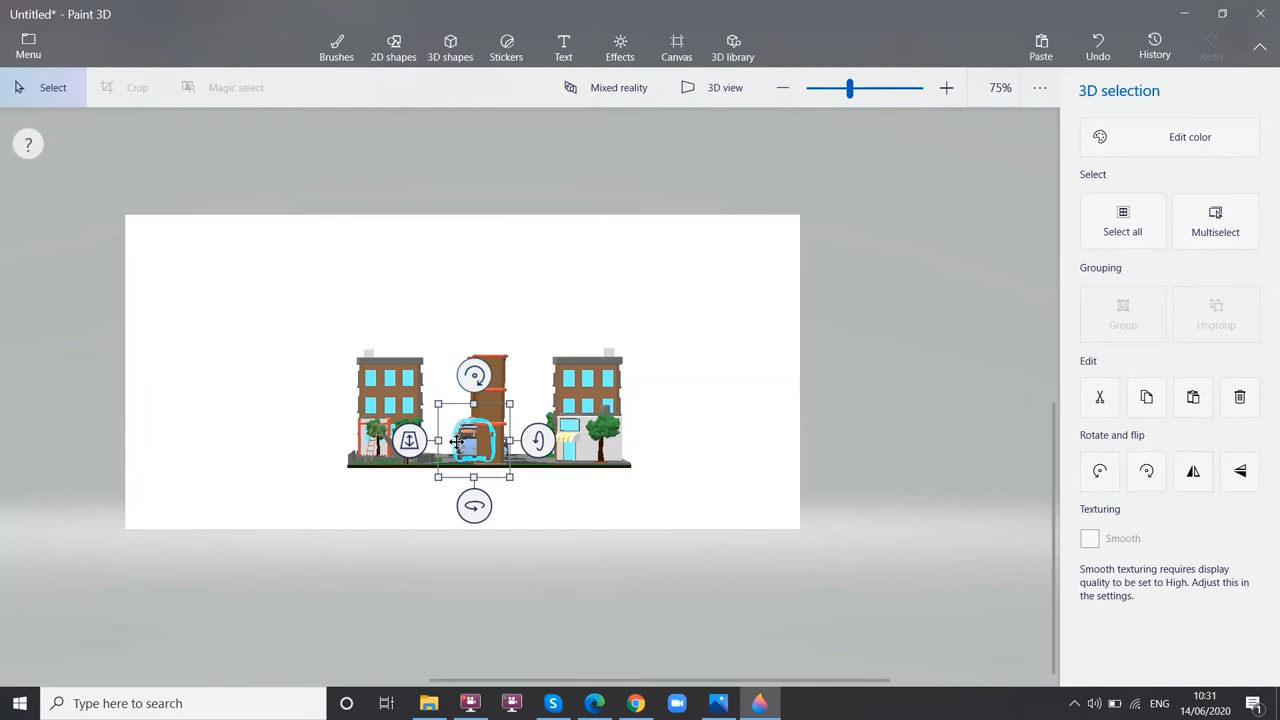 Untitled* - Paint 3D
Menu
Brushes
2D shapes
3D shapes
Stickers
Text
Effects
Canvas
3D library
Paste
Undo
History
Redo
Select
Crop
Magic select
Mixed reality
3D view
75%
3D selection
?
Edit color
Select
Select all
Multiselect
Grouping
Group
Ungroup
Edit
Rotate and flip
Texturing
Smooth
Smooth texturing requires display
quality to be set to High. Adjust this in
the settings.
Type here to search
ENG
10:31
14/06/2020
1